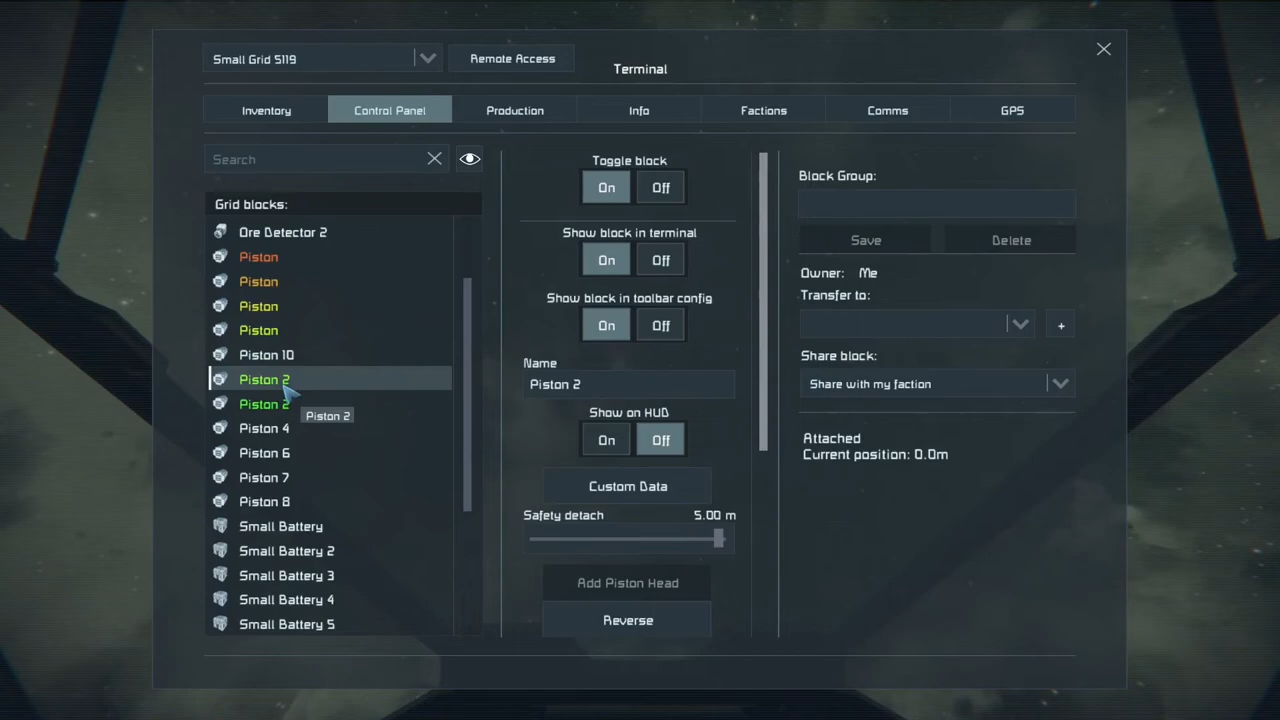 Small Grid 5119
Remote Access
Terminal
Inventory
Control Panel
Production
Info
Factions
Comms
GPS
Search
Grid blocks:
Ore Detector 2
Piston
Piston
Piston
Piston
Piston 10
Piston 2
Piston 2
Piston 2
Piston 4
Piston 6
Piston 7
Piston 8
Small Battery
Small Battery 2
Small Battery 3
Small Battery 4
Small Battery 5
Toggle block
On
Off
Show block in terminal
On
Off
Show block in toolbar config
On
Off
Name
Piston 2
Show on HUD
On
Off
Custom Data
Safety detach
5.00 m
Add Piston Head
Reverse
Block Group:
Save
Delete
Owner: Me
Transfer to:
+
Share block:
Share with my faction
Attached
Current position: 0.0m